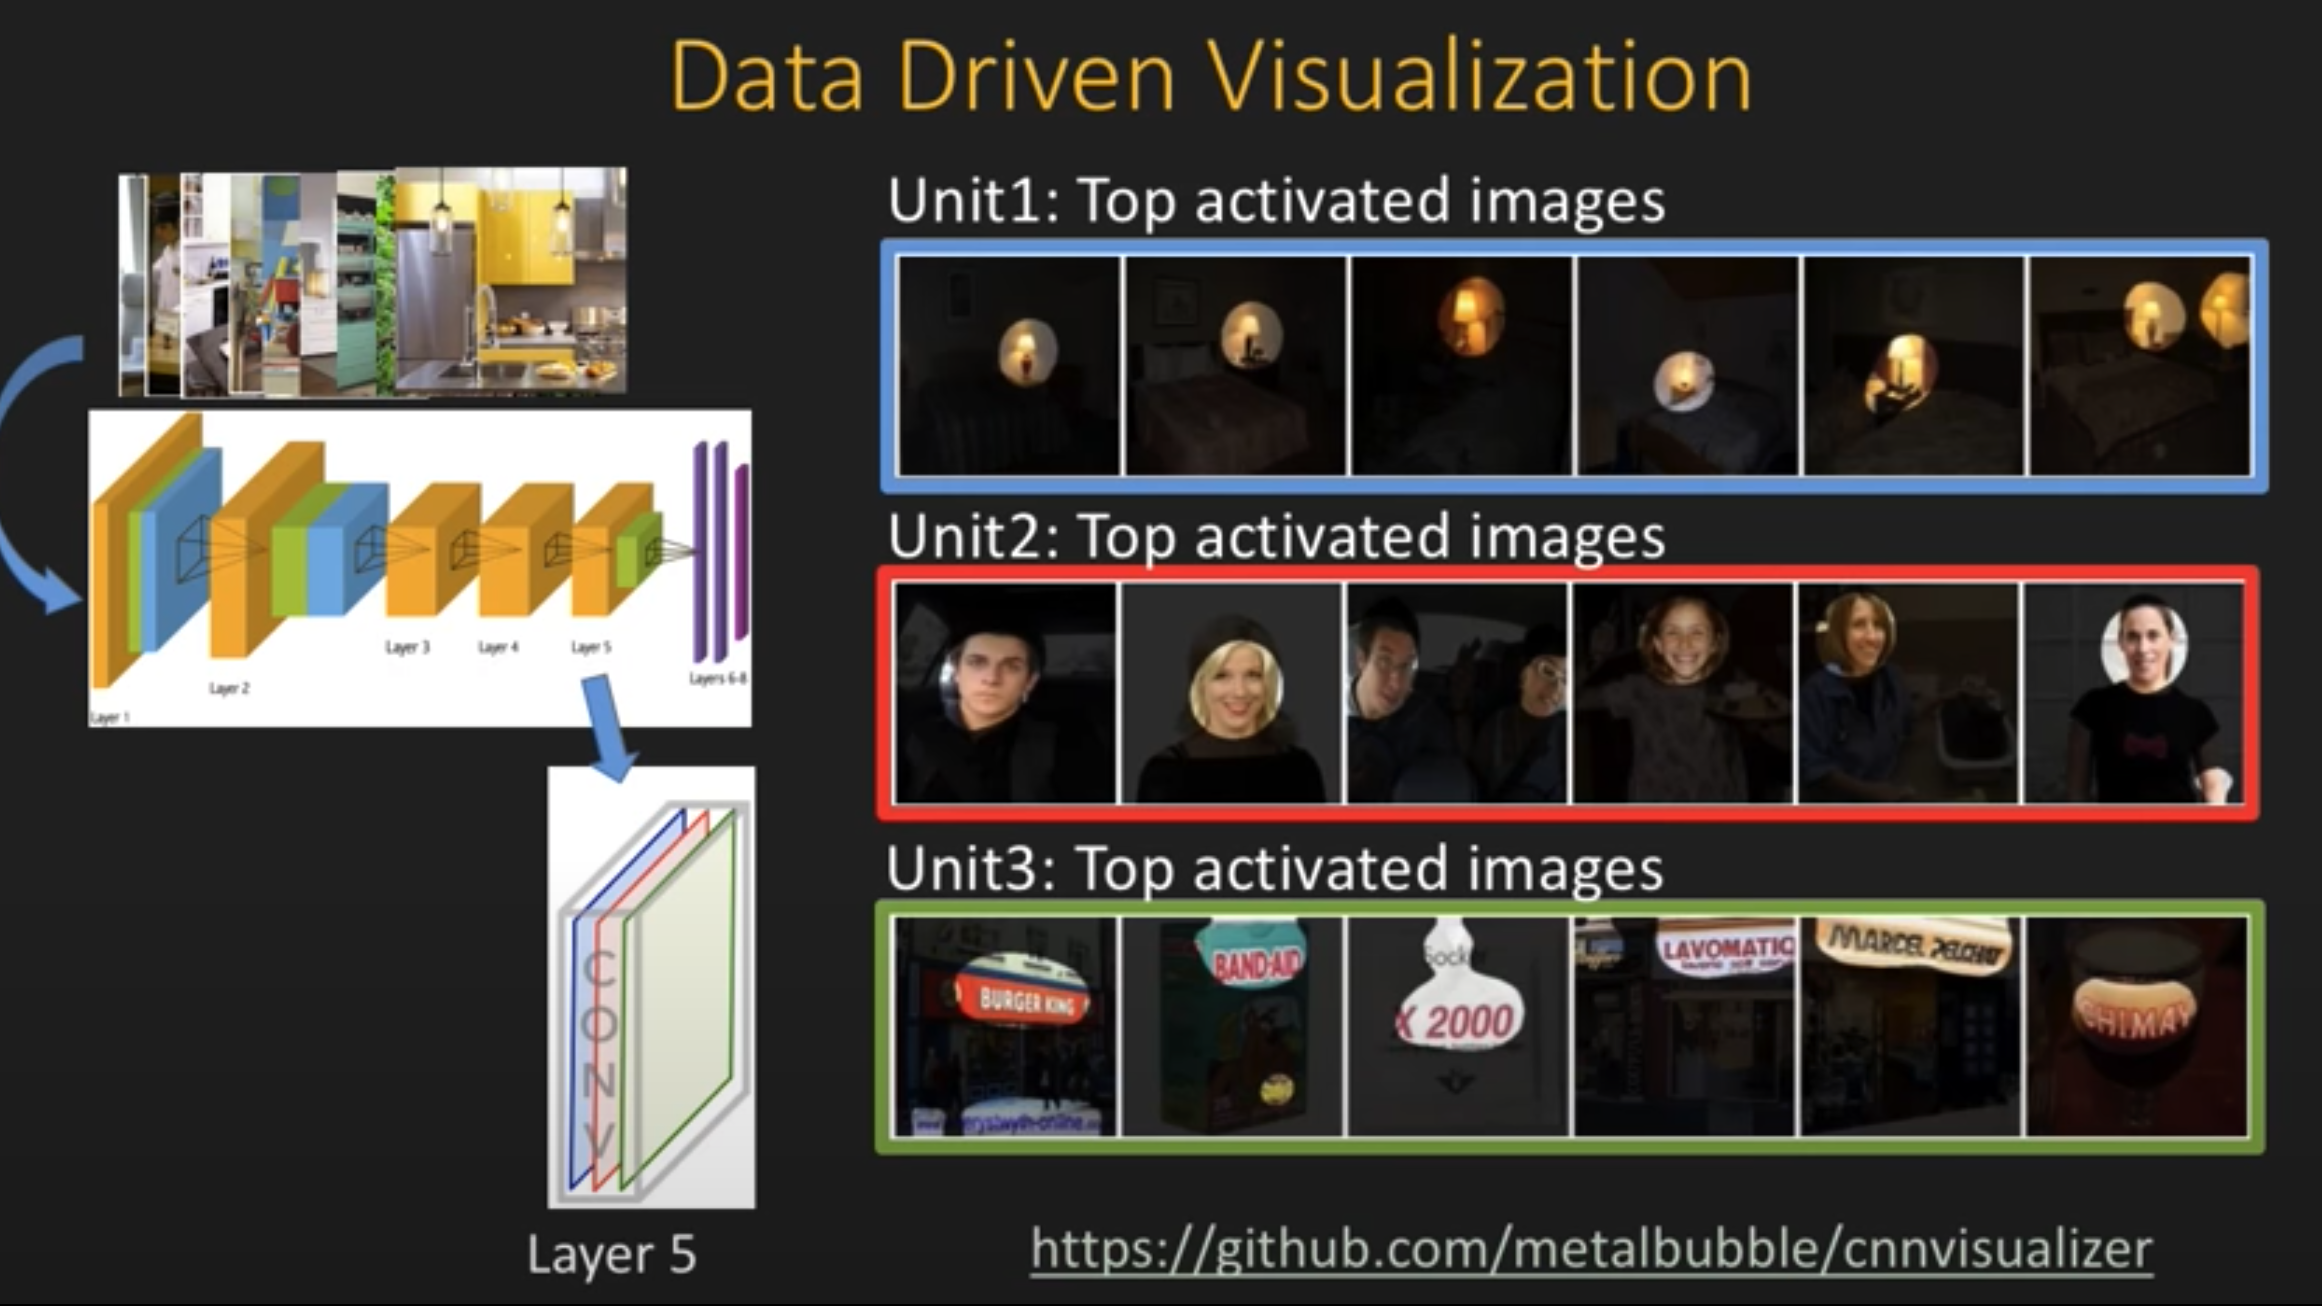 Data Driven Visualization
Layer 1
Layer 2
Layer 3
Layer 4
Layer 5
Layers 6-8
CONV
Layer 5
Unit1: Top activated images
Unit2: Top activated images
Unit3: Top activated images
BURGER KING
BAND-AID
X 2000
LAVOMATIC
MARCEL
CHIMAY
https://github.com/metalbubble/cnnvisualizer